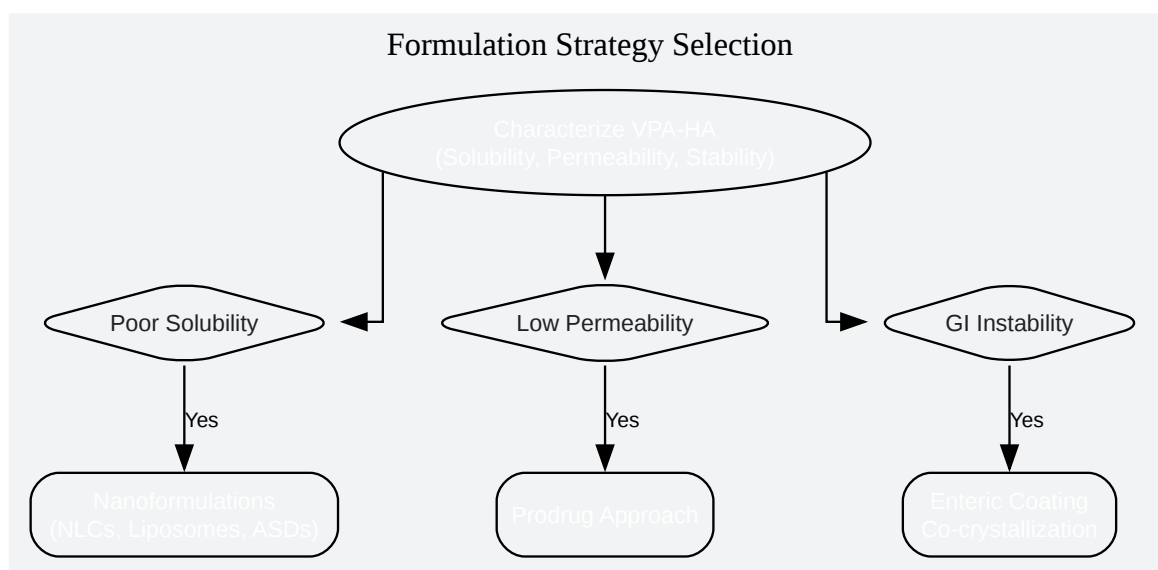 Formulation Strategy Selection
Characterize VPA-HA
(Solubility, Permeability, Stability)
Poor Solubility
Low Permeability
GI Instability
Yes
Yes
Yes
Nanoformulations
(NLCs, Liposomes, ASDs)
Prodrug Approach
Enteric Coating
Co-crystallization